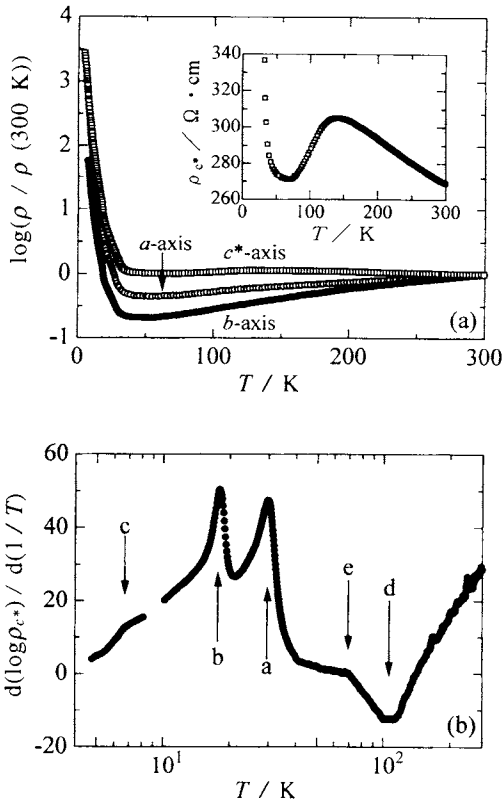 4
3
2
1
0
-1
log(ρ / ρ (300 K))
340
320
300
280
260
ρc* / Ω · cm
0 100 200 300
T / K
a-axis
c*-axis
b-axis
(a)
0 100 200 300
T / K
60
40
20
0
-20
d(logρc*) / d(1 / T)
c
e
d
b
a
(b)
10¹ 10²
T / K